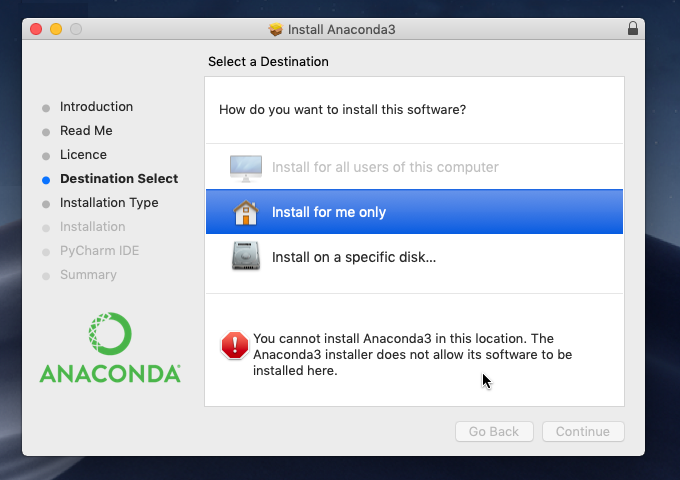 Install Anaconda3
Select a Destination
Introduction
Read Me
Licence
Destination Select
Installation Type
Installation
PyCharm IDE
Summary
ANACONDA
How do you want to install this software?
Install for all users of this computer
Install for me only
Install on a specific disk...
You cannot install Anaconda3 in this location. The
Anaconda3 installer does not allow its software to be
installed here.
Go Back
Continue